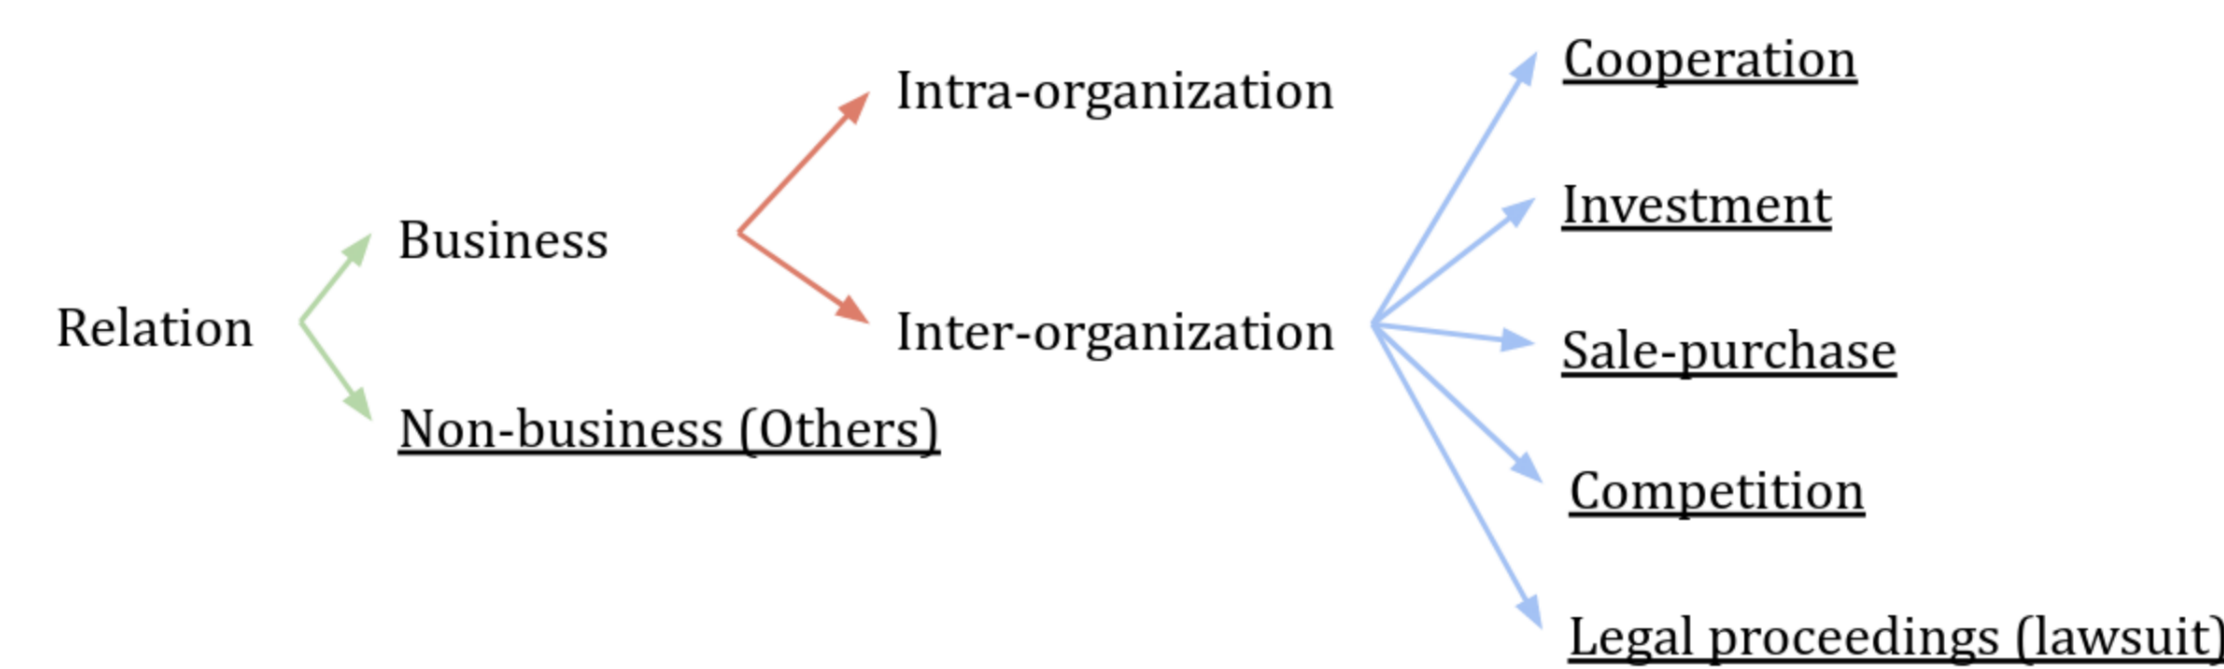 Relation
Business
Non-business (Others)
Intra-organization
Inter-organization
Cooperation
Investment
Sale-purchase
Competition
Legal proceedings (lawsuit)